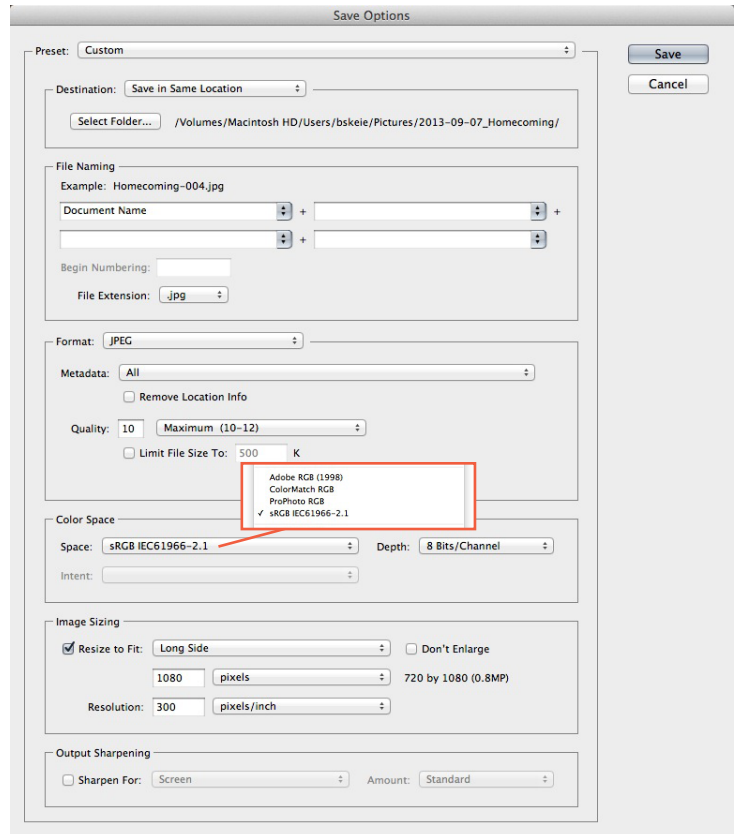 Save Options
Preset: Custom
Save
Cancel
Destination: Save in Same Location
Select Folder... /Volumes/Macintosh HD/Users/bskeie/Pictures/2013-09-07_Homecoming/
File Naming
Example: Homecoming-004.jpg
Document Name + +
+
Begin Numbering:
File Extension: .jpg
Format: JPEG
Metadata: All
Remove Location Info
Quality: 10 Maximum (10-12)
Limit File Size To: 500 K
Adobe RGB (1998)
ColorMatch RGB
ProPhoto RGB
✓ sRGB IEC61966-2.1
Color Space
Space: sRGB IEC61966-2.1 Depth: 8 Bits/Channel
Intent:
Image Sizing
Resize to Fit: Long Side Don't Enlarge
1080 pixels 720 by 1080 (0.8MP)
Resolution: 300 pixels/inch
Output Sharpening
Sharpen For: Screen Amount: Standard